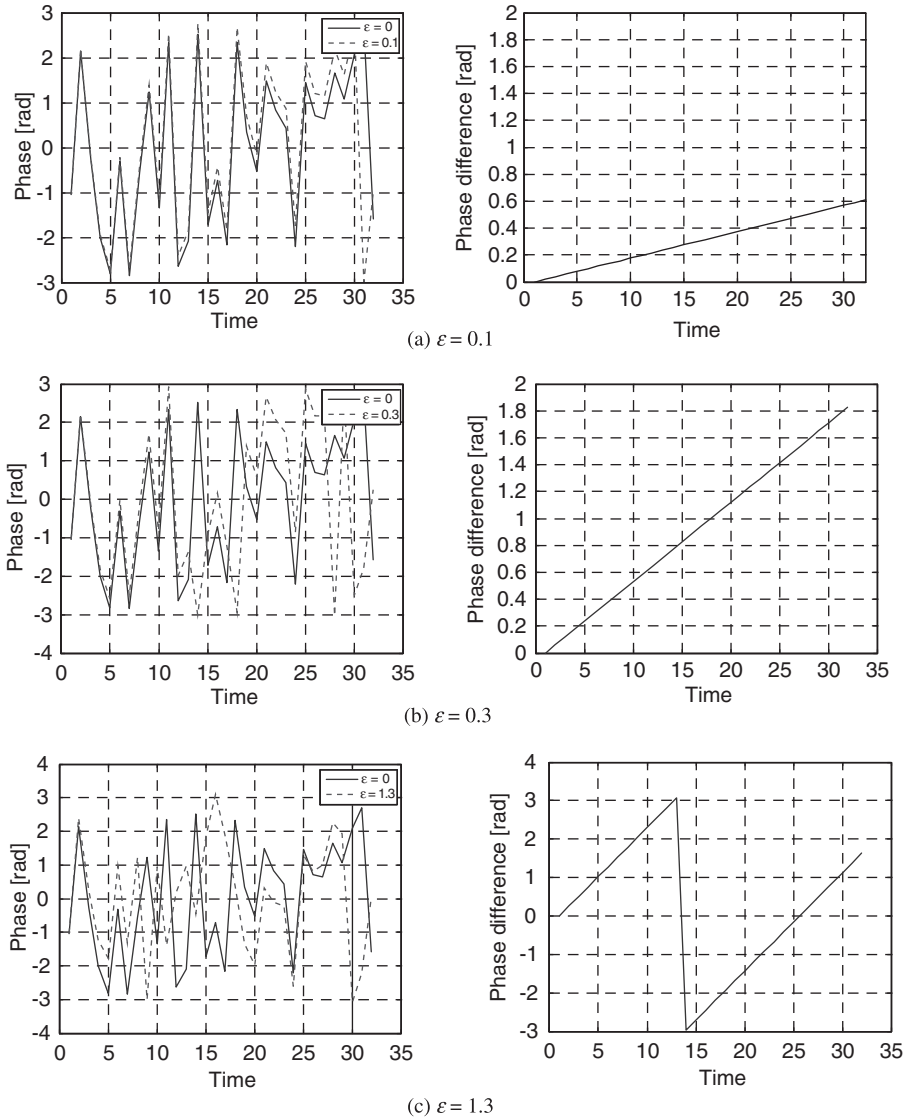 3
2
1
0
-1
-2
-3
Phase [rad]
0 5 10 15 20 25 30 35
Time
ε = 0
ε = 0.1
2
1.8
1.6
1.4
1.2
1
0.8
0.6
0.4
0.2
0
Phase difference [rad]
0 5 10 15 20 25 30
Time
(a) ε = 0.1
3
2
1
0
-1
-2
-3
-4
Phase [rad]
0 5 10 15 20 25 30 35
Time
ε = 0
ε = 0.3
2
1.8
1.6
1.4
1.2
1
0.8
0.6
0.4
0.2
0
Phase difference [rad]
0 5 10 15 20 25 30 35
Time
(b) ε = 0.3
4
3
2
1
0
-1
-2
-3
-4
Phase [rad]
0 5 10 15 20 25 30 35
Time
ε = 0
ε = 1.3
4
3
2
1
0
-1
-2
-3
Phase difference [rad]
0 5 10 15 20 25 30 35
Time
(c) ε = 1.3